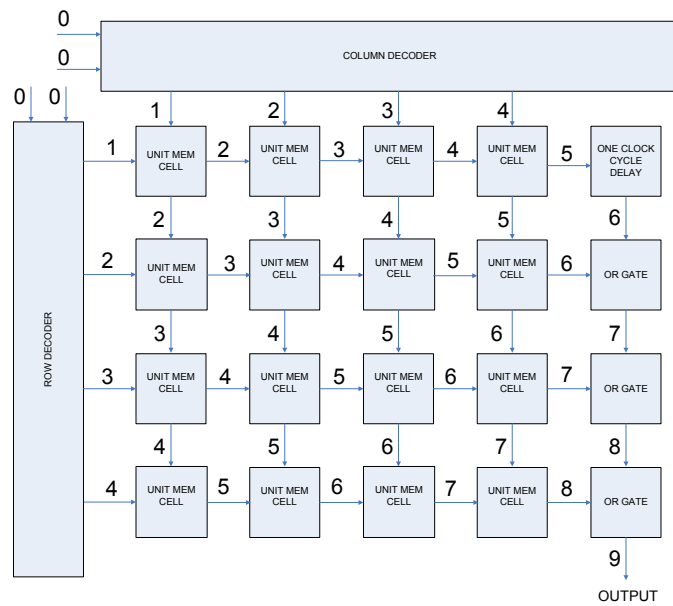 0
COLUMN DECODER
0
0 0
1 2 3 4
ROW DECODER
1
UNIT MEM
CELL
2
UNIT MEM
CELL
3
UNIT MEM
CELL
4
UNIT MEM
CELL
5
ONE CLOCK
CYCLE
DELAY
2 3 4 5 6
2
UNIT MEM
CELL
3
UNIT MEM
CELL
4
UNIT MEM
CELL
5
UNIT MEM
CELL
6
OR GATE
3 4 5 6 7
3
UNIT MEM
CELL
4
UNIT MEM
CELL
5
UNIT MEM
CELL
6
UNIT MEM
CELL
7
OR GATE
4 5 6 7 8
4
UNIT MEM
CELL
5
UNIT MEM
CELL
6
UNIT MEM
CELL
7
UNIT MEM
CELL
8
OR GATE
9
OUTPUT